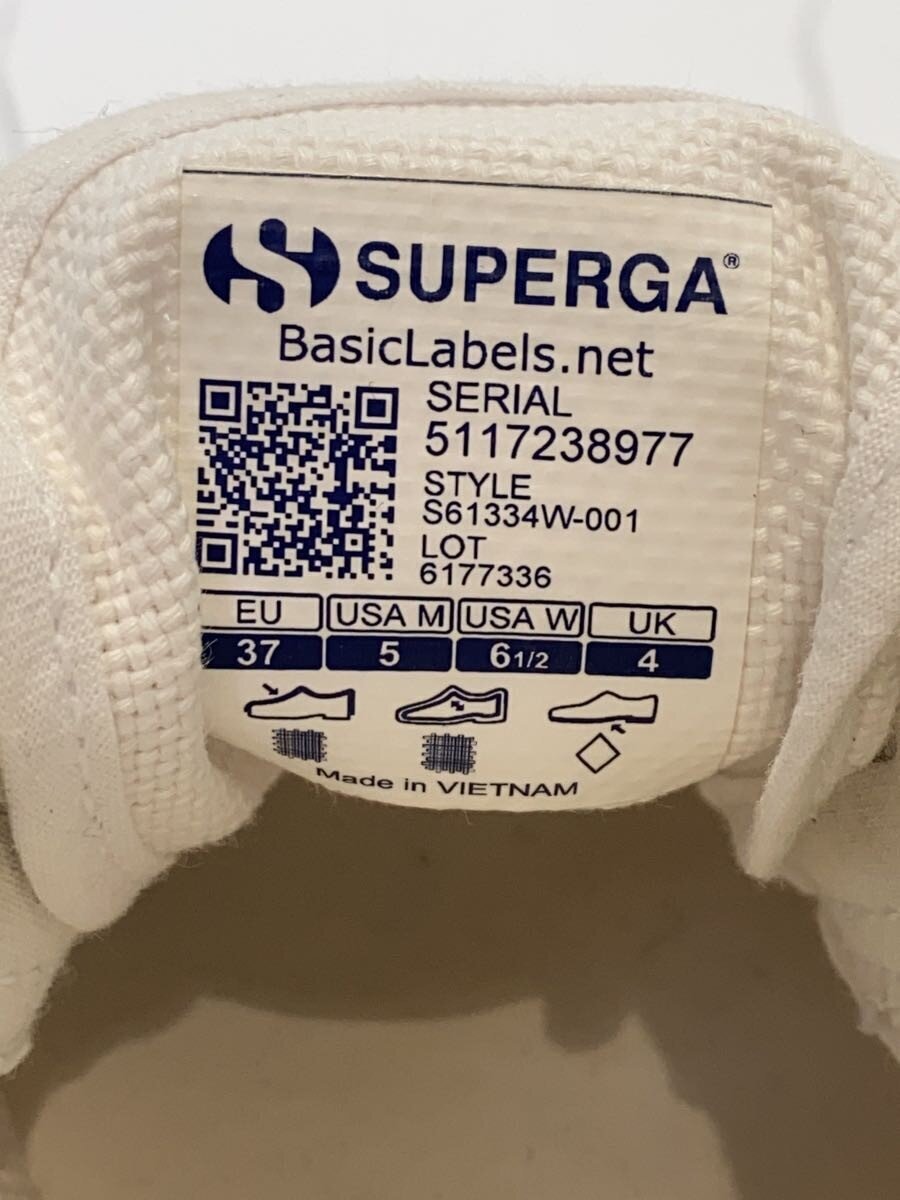 SUPERGA®
BasicLabels.net
SERIAL
5117238977
STYLE
S61334W-001
LOT
6177336
EU USA M USA W UK
37 5 6 1/2 4
Made in VIETNAM